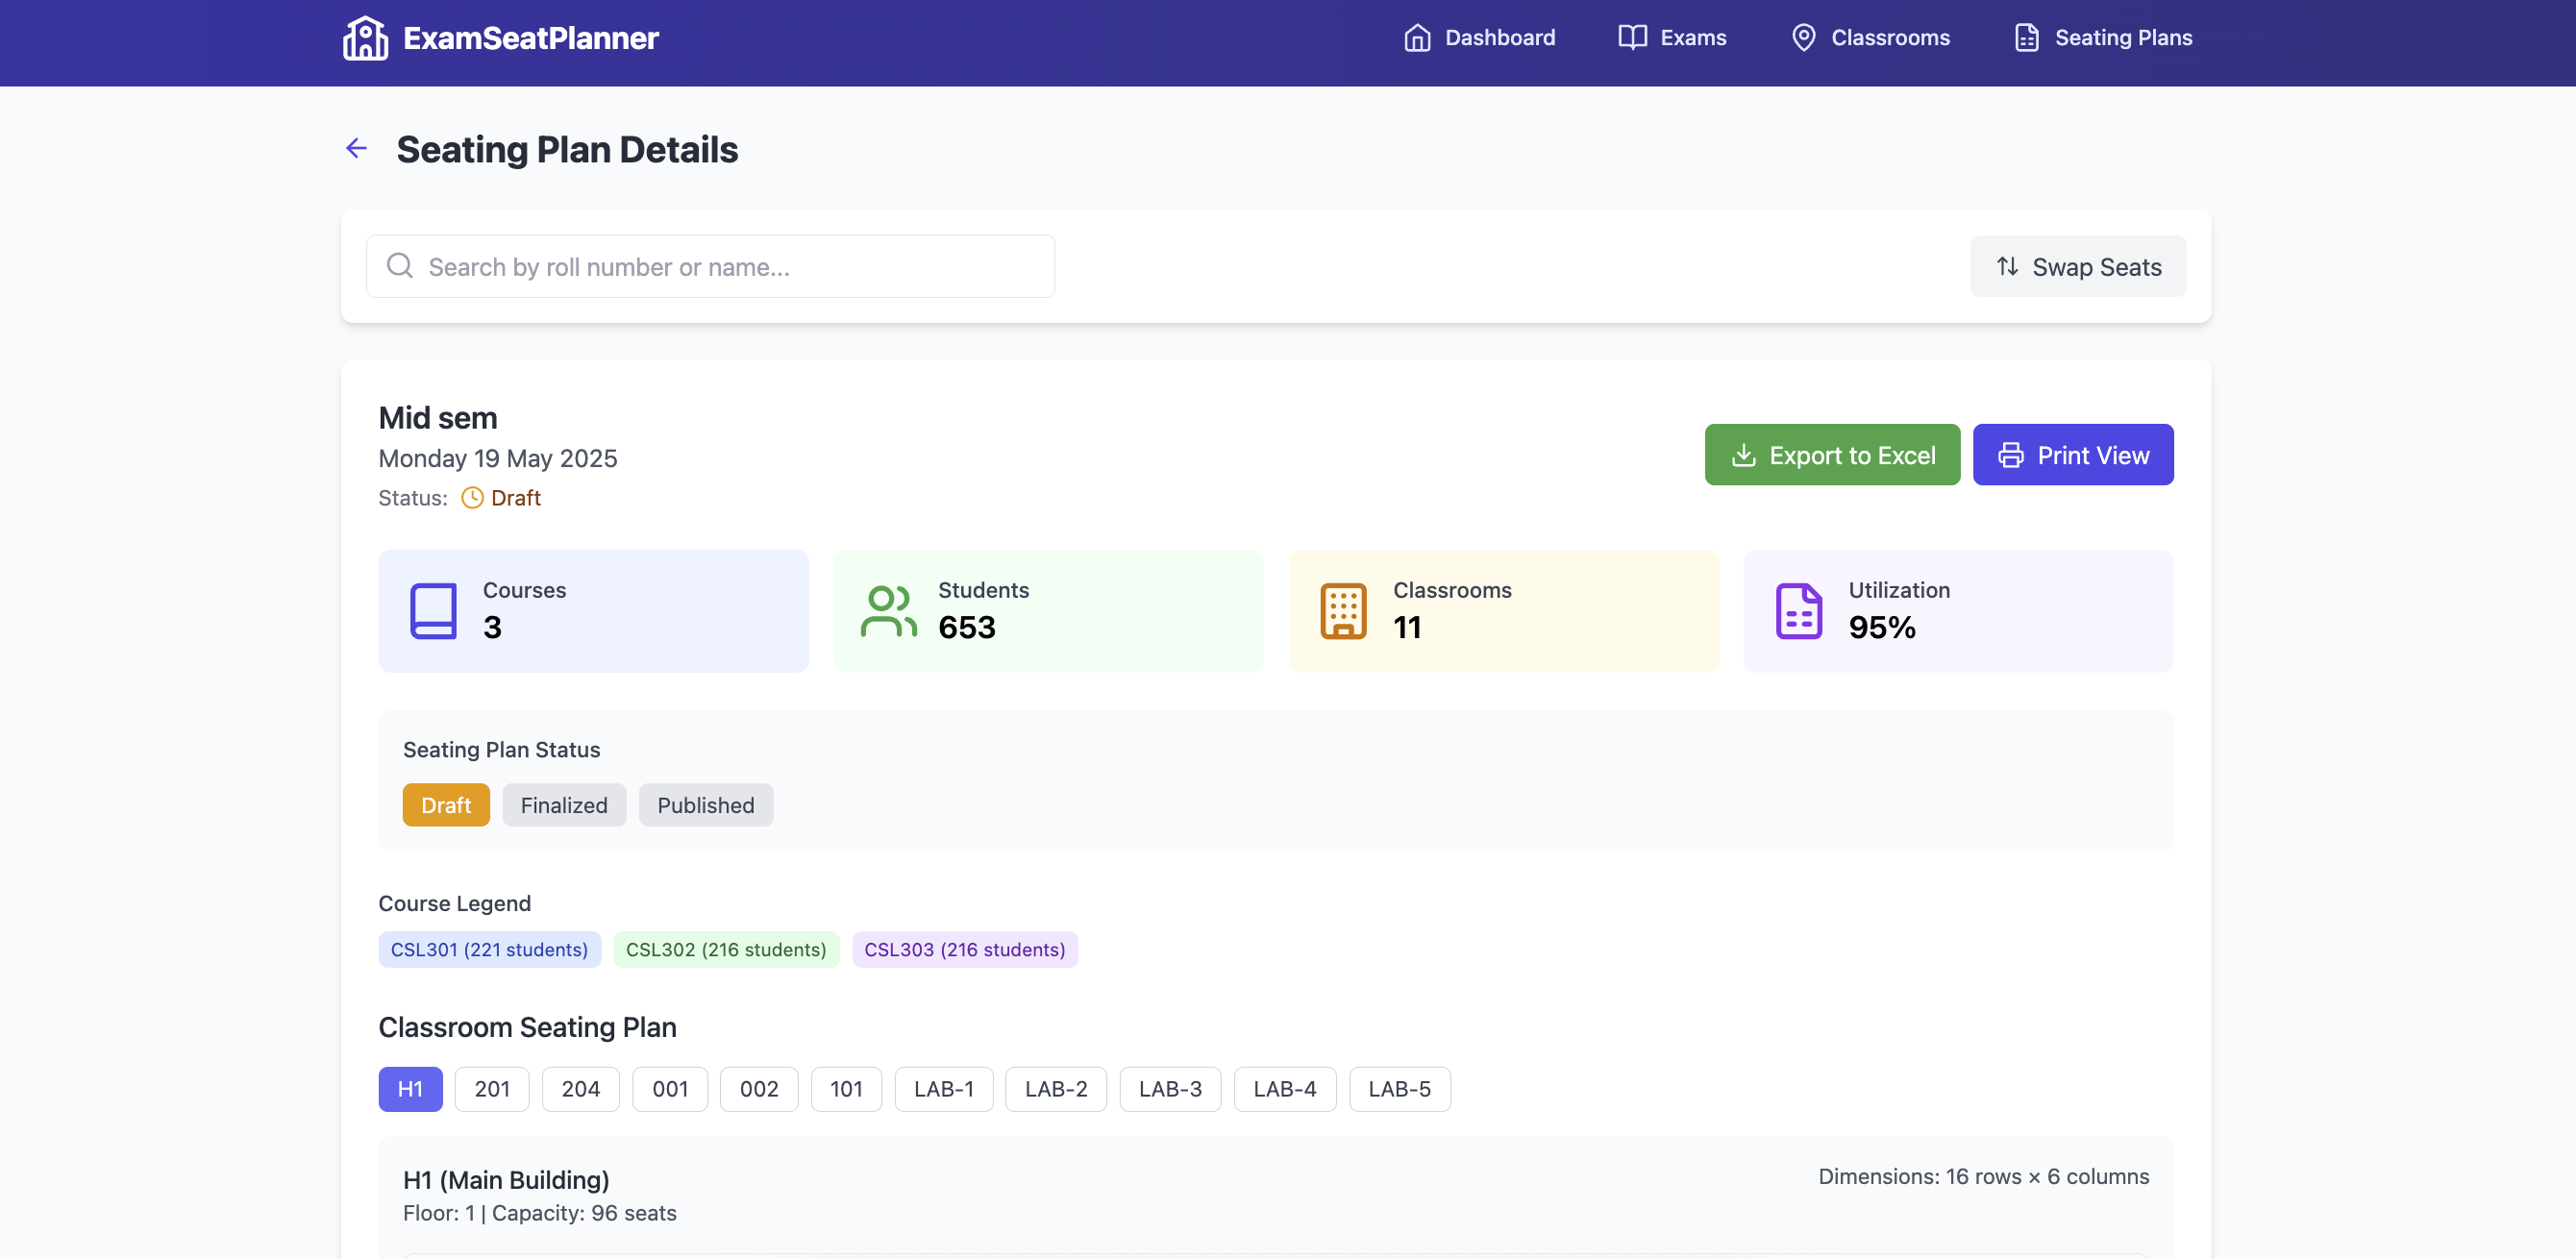 ExamSeatPlanner
Dashboard
Exams
Classrooms
Seating Plans
Seating Plan Details
Search by roll number or name...
Swap Seats
Mid sem
Monday 19 May 2025
Status: Draft
Export to Excel
Print View
Courses
3
Students
653
Classrooms
11
Utilization
95%
Seating Plan Status
Draft
Finalized
Published
Course Legend
CSL301 (221 students)
CSL302 (216 students)
CSL303 (216 students)
Classroom Seating Plan
H1
201
204
001
002
101
LAB-1
LAB-2
LAB-3
LAB-4
LAB-5
H1 (Main Building)
Floor: 1 | Capacity: 96 seats
Dimensions: 16 rows × 6 columns